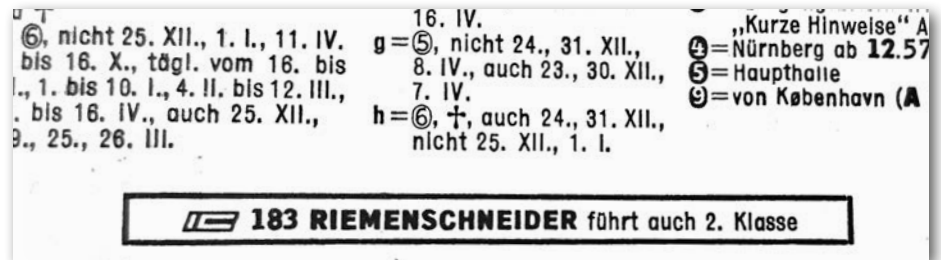 ⑥, nicht 25. XII., 1. I., 11. IV.
bis 16. X., tägl. vom 16. bis
., 1. bis 10. I., 4. II. bis 12. III.,
. bis 16. IV., auch 25. XII.,
9., 25., 26. III.
16. IV.
g=⑤, nicht 24., 31. XII.,
8. IV., auch 23., 30. XII.,
7. IV.
h=⑥, ✝, auch 24., 31. XII.,
nicht 25. XII., 1. I.
„Kurze Hinweise“ A
❹=Nürnberg ab 12.57
❺=Haupthalle
❾=von København (A
183 RIEMENSCHNEIDER führt auch 2. Klasse